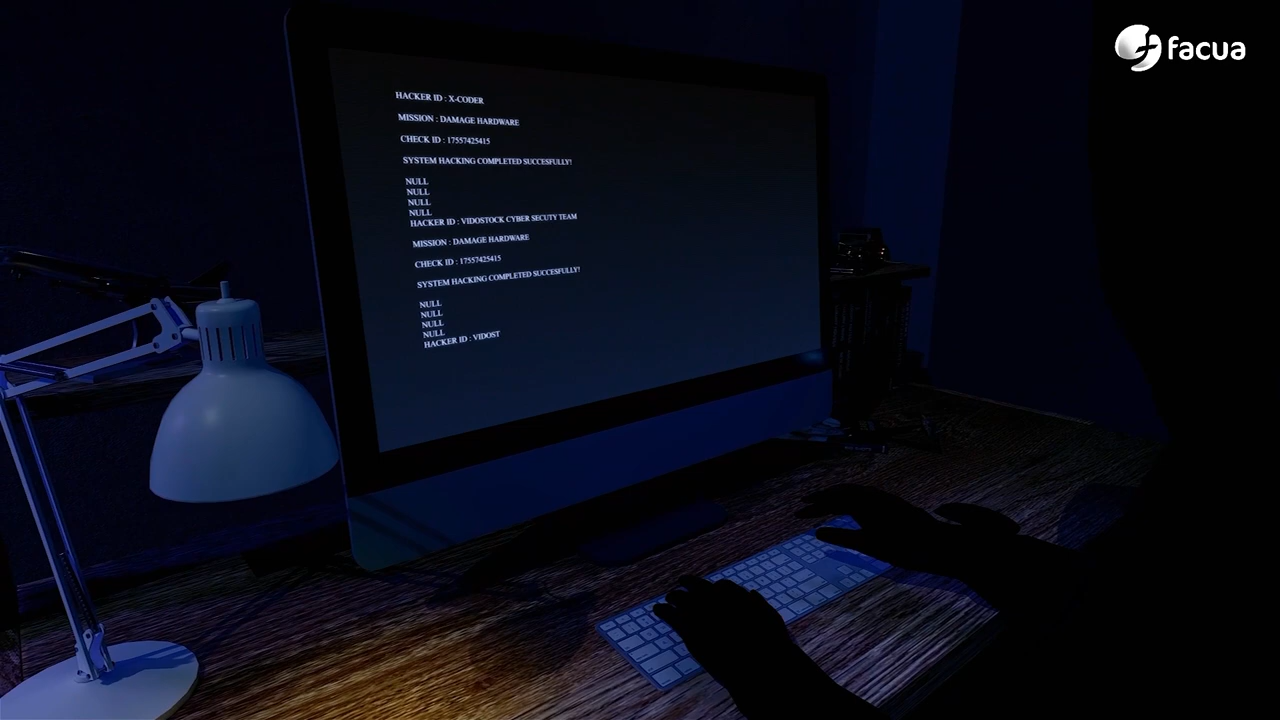 facua
HACKER ID : X-CODER
MISSION : DAMAGE HARDWARE
CHECK ID : 17557425415
SYSTEM HACKING COMPLETED SUCCESFULLY!
NULL
NULL
NULL
NULL
HACKER ID : VIDOSTOCK CYBER SECUTY TEAM
MISSION : DAMAGE HARDWARE
CHECK ID : 17557425415
SYSTEM HACKING COMPLETED SUCCESFULLY!
NULL
NULL
NULL
NULL
HACKER ID : VIDOST